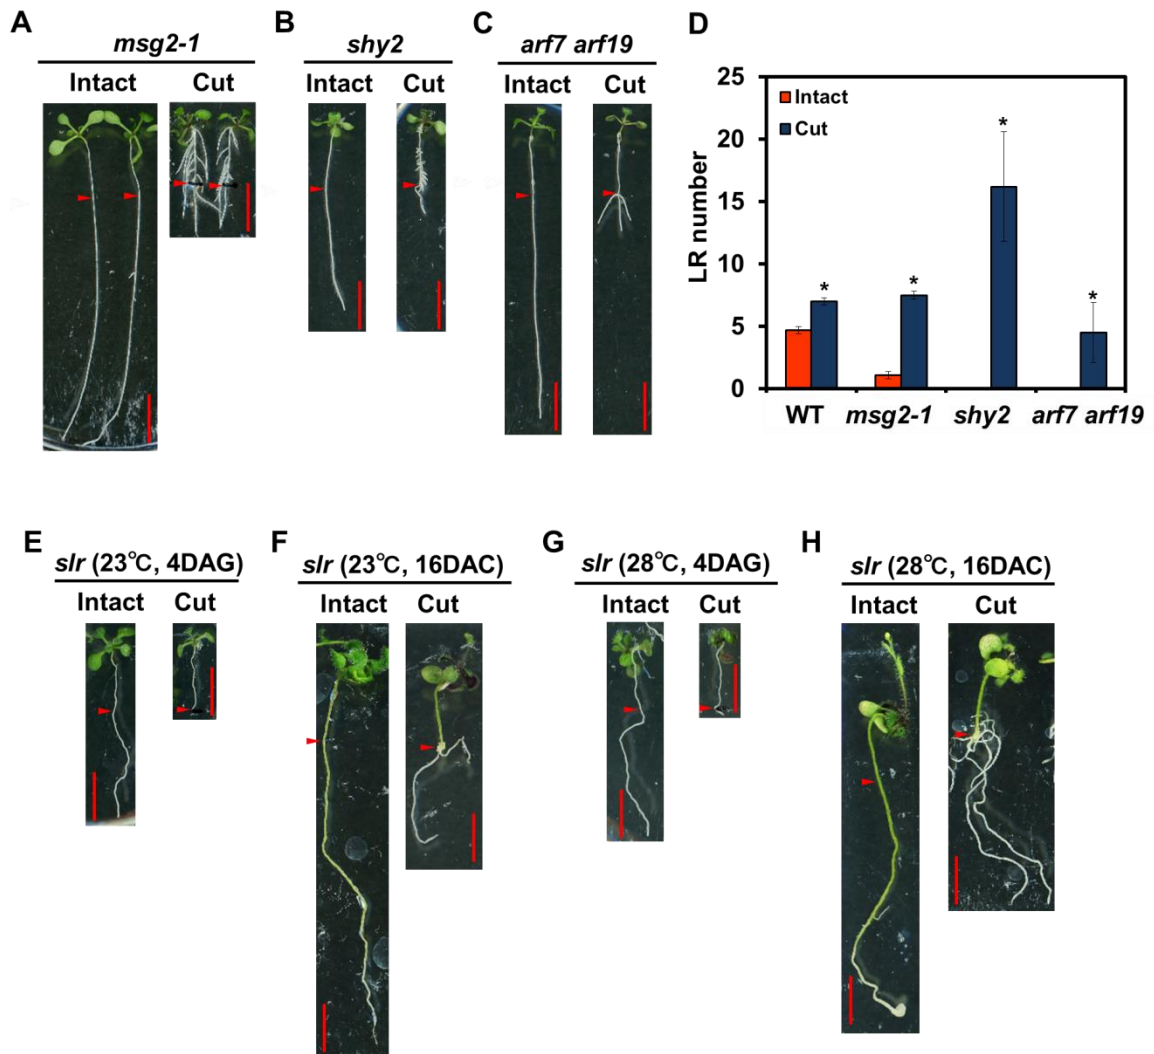 A
msg2-1
Intact Cut
B
shy2
Intact Cut
C
arf7 arf19
Intact Cut
D
25
20
15
10
5
0
LR number
Intact
Cut
*
*
*
*
WT msg2-1 shy2 arf7 arf19
E
slr (23℃, 4DAG)
Intact Cut
F
slr (23℃, 16DAC)
Intact Cut
G
slr (28℃, 4DAG)
Intact Cut
H
slr (28℃, 16DAC)
Intact Cut